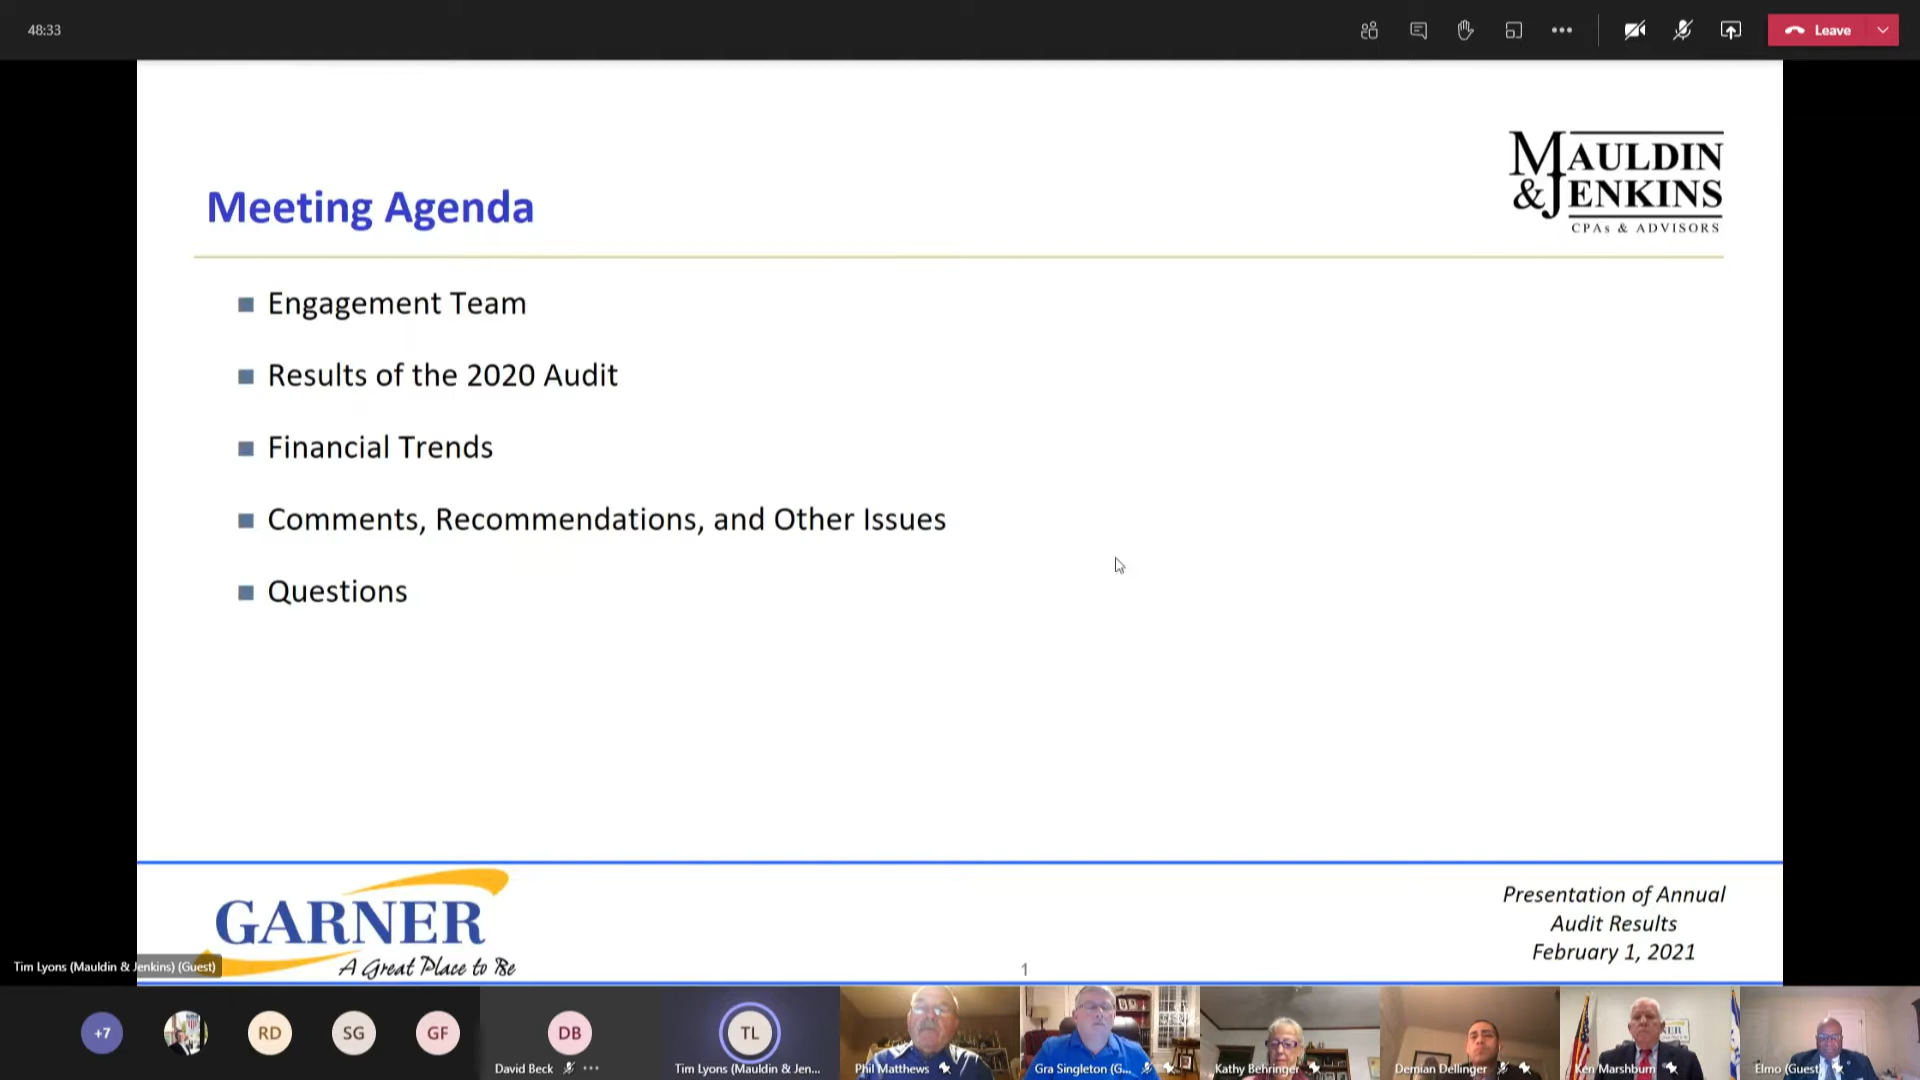 48:33
Leave
MAULDIN
& JENKINS
CPAs & ADVISORS
Meeting Agenda
Engagement Team
Results of the 2020 Audit
Financial Trends
Comments, Recommendations, and Other Issues
Questions
GARNER
A Great Place to Be
1
Presentation of Annual
Audit Results
February 1, 2021
Tim Lyons (Mauldin & Jenkins) (Guest)
+7
RD
SG
GF
DB
David Beck
TL
Tim Lyons (Mauldin & Jen...
Phil Matthews
Gra Singleton (G...
Kathy Behringer
Demian Dellinger
Ken Marshburn
Elmo (Guest)